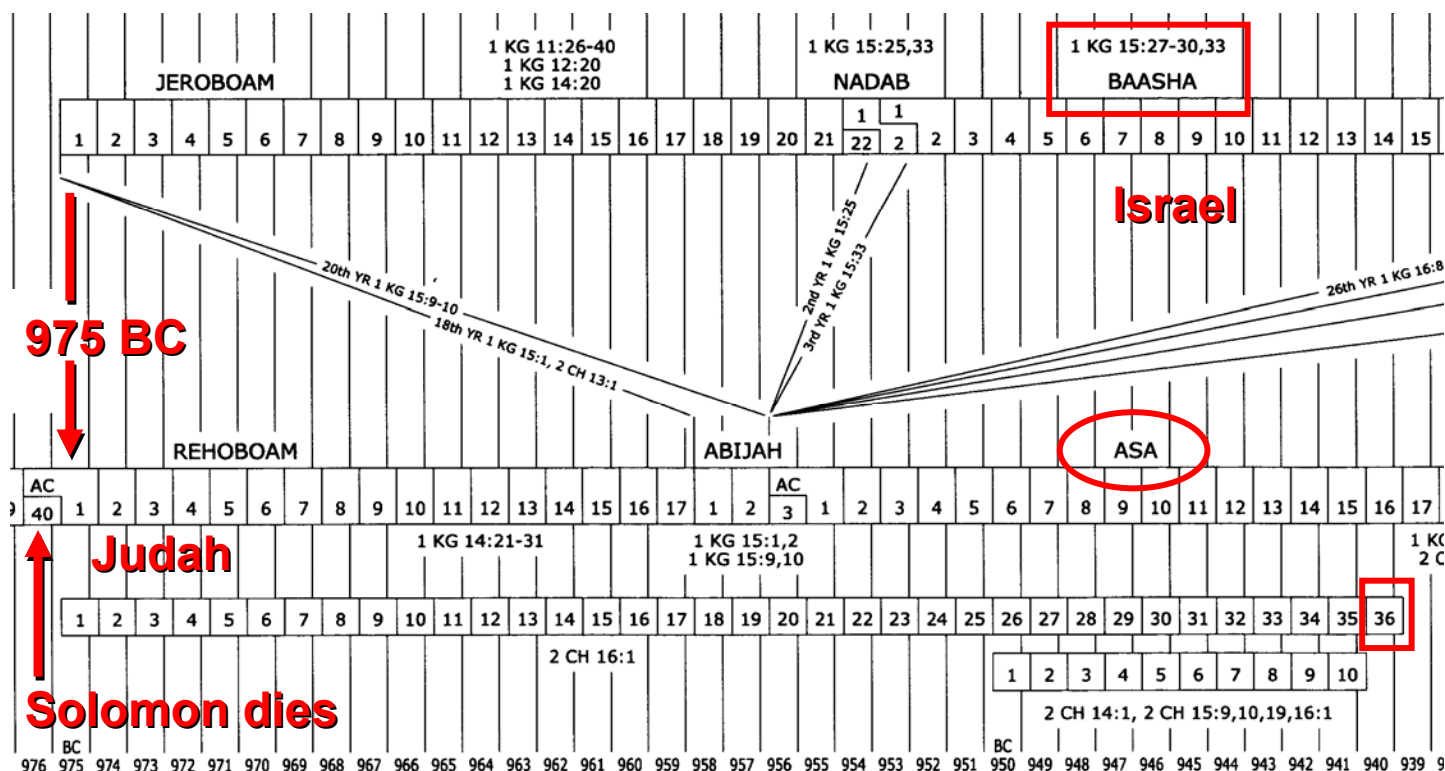 1 KG 11:26-40
1 KG 12:20
1 KG 14:20
1 KG 15:25,33
1 KG 15:27-30,33
JEROBOAM
NADAB
BAASHA
1 2 3 4 5 6 7 8 9 10 11 12 13 14 15 16 17 18 19 20 21 1 22 1 2 2 3 4 5 6 7 8 9 10 11 12 13 14 15
Israel
20th YR 1 KG 15:9-10
18th YR 1 KG 15:1, 2 CH 13:1
2nd YR 1 KG 15:25
3rd YR 1 KG 15:33
26th YR 1 KG 16:8
975 BC
REHOBOAM
ABIJAH
ASA
AC
AC
9 40 1 2 3 4 5 6 7 8 9 10 11 12 13 14 15 16 17 1 2 3 1 2 3 4 5 6 7 8 9 10 11 12 13 14 15 16 17
Judah
1 KG 14:21-31
1 KG 15:1,2
1 KG 15:9,10
1 KG
2 C
1 2 3 4 5 6 7 8 9 10 11 12 13 14 15 16 17 18 19 20 21 22 23 24 25 26 27 28 29 30 31 32 33 34 35 36
2 CH 16:1
1 2 3 4 5 6 7 8 9 10
Solomon dies
2 CH 14:1, 2 CH 15:9,10,19,16:1
BC
BC
976 975 974 973 972 971 970 969 968 967 966 965 964 963 962 961 960 959 958 957 956 955 954 953 952 951 950 949 948 947 946 945 944 943 942 941 940 939 9